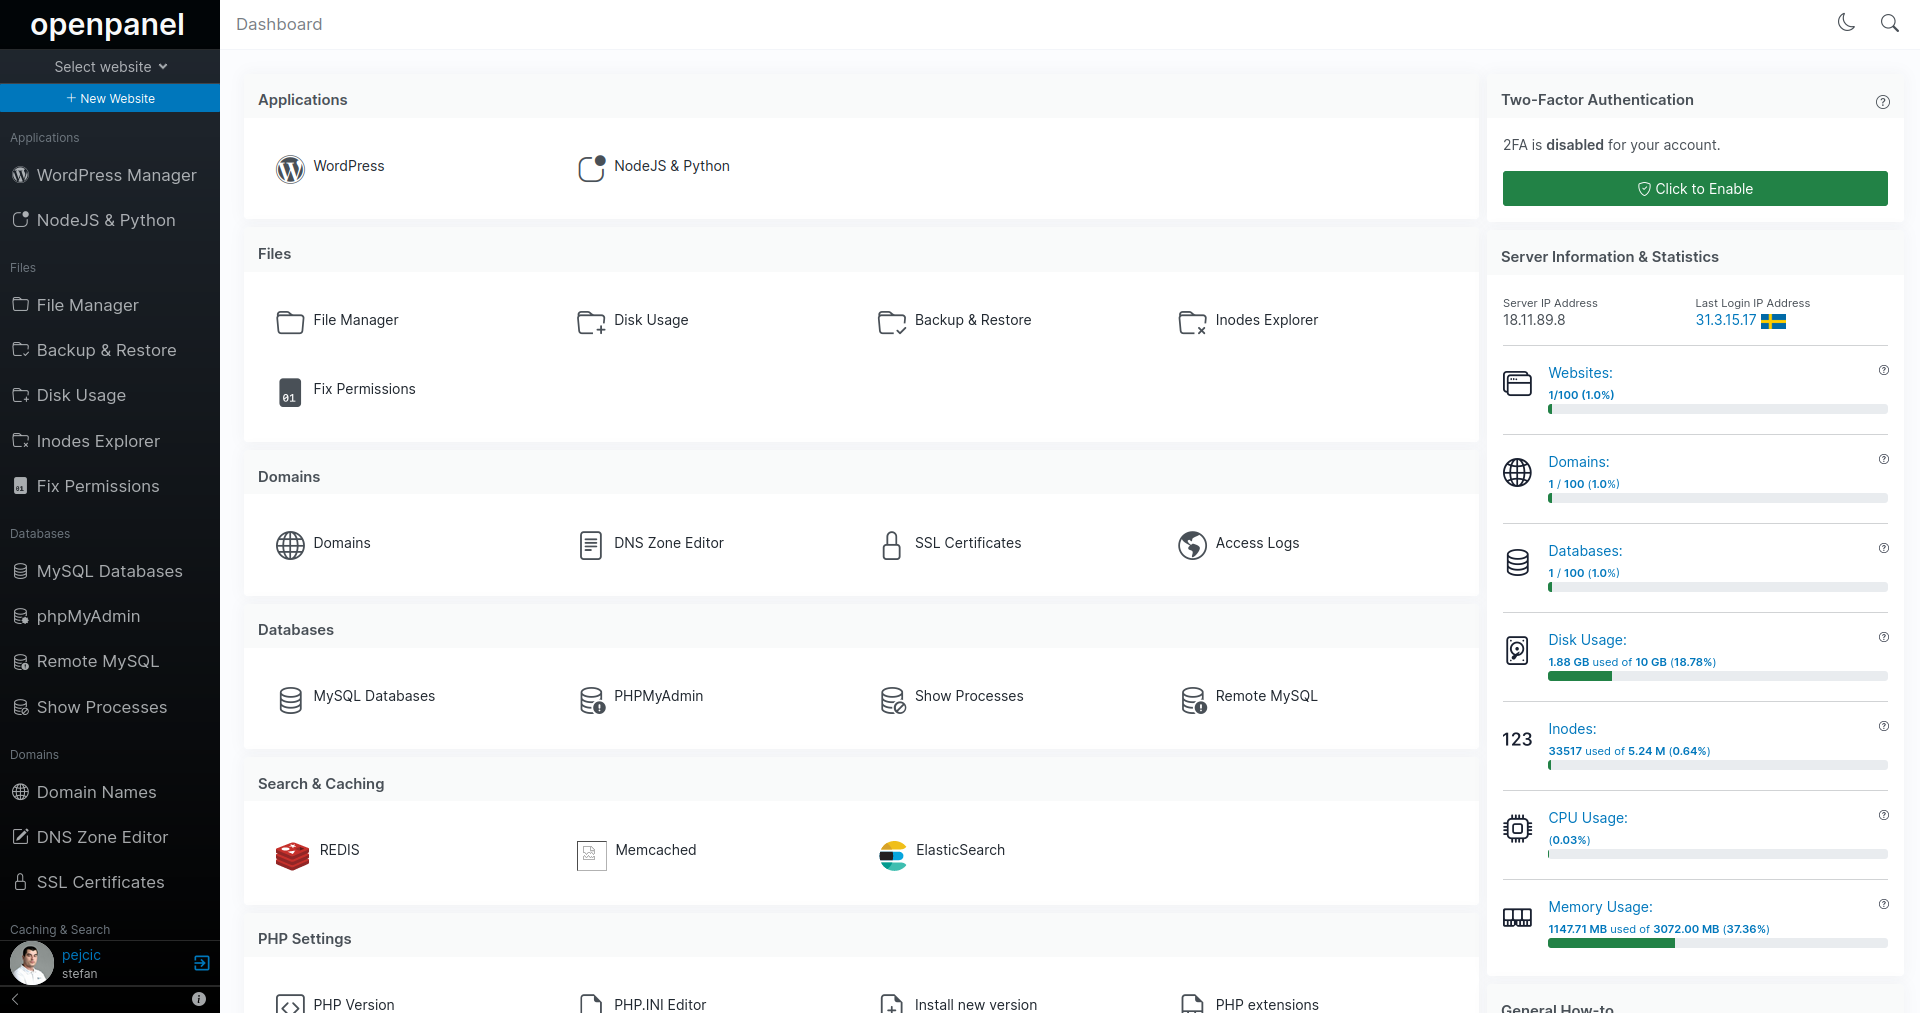 openpanel
Select website
+ New Website
Applications
WordPress Manager
NodeJS & Python
Files
File Manager
Backup & Restore
Disk Usage
Inodes Explorer
Fix Permissions
Databases
MySQL Databases
phpMyAdmin
Remote MySQL
Show Processes
Domains
Domain Names
DNS Zone Editor
SSL Certificates
Caching & Search
pejcic
stefan
Dashboard
Applications
WordPress
NodeJS & Python
Files
File Manager
Disk Usage
Backup & Restore
Inodes Explorer
01
Fix Permissions
Domains
Domains
DNS Zone Editor
SSL Certificates
Access Logs
Databases
MySQL Databases
PHPMyAdmin
Show Processes
Remote MySQL
Search & Caching
REDIS
Memcached
ElasticSearch
PHP Settings
PHP Version
PHP.INI Editor
Install new version
PHP extensions
Two-Factor Authentication
2FA is disabled for your account.
Click to Enable
Server Information & Statistics
Server IP Address
18.11.89.8
Last Login IP Address
31.3.15.17
Websites:
1/100 (1.0%)
Domains:
1 / 100 (1.0%)
Databases:
1 / 100 (1.0%)
Disk Usage:
1.88 GB used of 10 GB (18.78%)
123
Inodes:
33517 used of 5.24 M (0.64%)
CPU Usage:
(0.03%)
Memory Usage:
1147.71 MB used of 3072.00 MB (37.36%)
General How-to